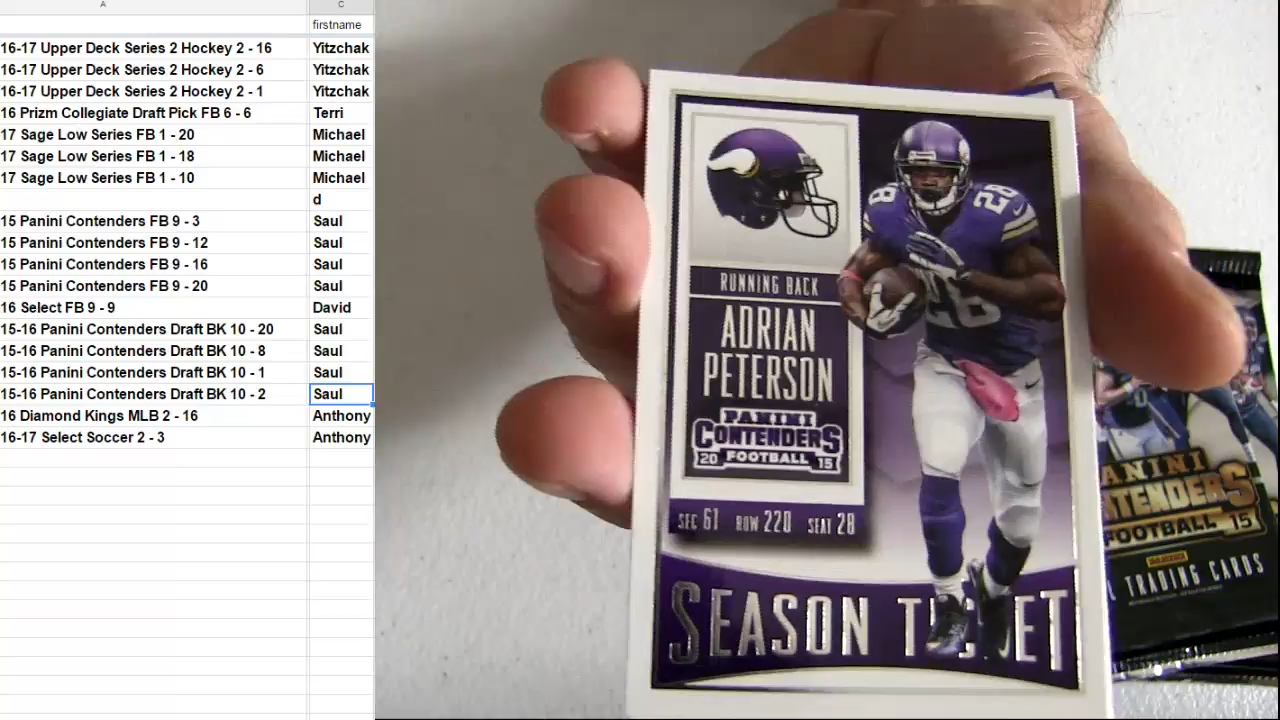 A
C
firstname
16-17 Upper Deck Series 2 Hockey 2 - 16 Yitzchak
16-17 Upper Deck Series 2 Hockey 2 - 6 Yitzchak
16-17 Upper Deck Series 2 Hockey 2 - 1 Yitzchak
16 Prizm Collegiate Draft Pick FB 6 - 6 Terri
17 Sage Low Series FB 1 - 20 Michael
17 Sage Low Series FB 1 - 18 Michael
17 Sage Low Series FB 1 - 10 Michael
d
15 Panini Contenders FB 9 - 3 Saul
15 Panini Contenders FB 9 - 12 Saul
15 Panini Contenders FB 9 - 16 Saul
15 Panini Contenders FB 9 - 20 Saul
16 Select FB 9 - 9 David
15-16 Panini Contenders Draft BK 10 - 20 Saul
15-16 Panini Contenders Draft BK 10 - 8 Saul
15-16 Panini Contenders Draft BK 10 - 1 Saul
15-16 Panini Contenders Draft BK 10 - 2 Saul
16 Diamond Kings MLB 2 - 16 Anthony
16-17 Select Soccer 2 - 3 Anthony
28
28
28
RUNNING BACK
ADRIAN
PETERSON
PANINI
CONTENDERS
20 FOOTBALL 15
SEC 61 ROW 220 SEAT 28
SEASON TICKET
ANINI
NTENDERS
FOOTBALL 15
PANINI
L TRADING CARDS